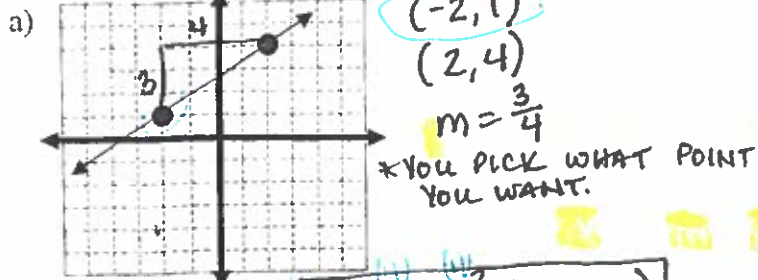 a)
4
3
(-2, 1)
(2, 4)
m = 3/4
*YOU PICK WHAT POINT
YOU WANT.